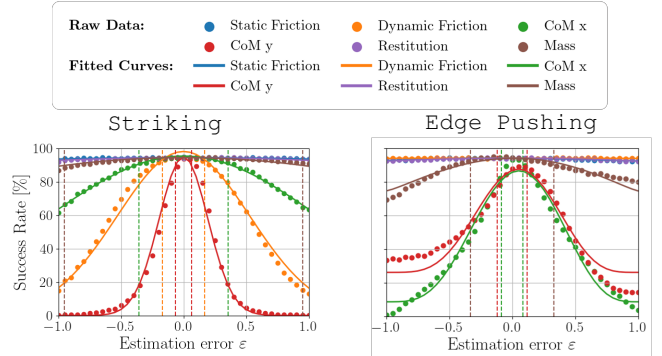 Raw Data:
Static Friction
Dynamic Friction
CoM x
CoM y
Restitution
Mass
Fitted Curves:
Static Friction
Dynamic Friction
CoM x
CoM y
Restitution
Mass
Striking
Edge Pushing
Success Rate [%]
100
80
60
40
20
0
−1.0
−0.5
0.0
0.5
1.0
−1.0
−0.5
0.0
0.5
1.0
Estimation error ε
Estimation error ε